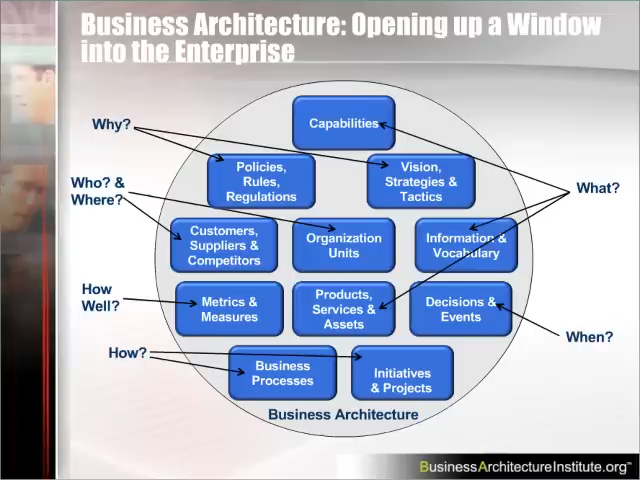 Business Architecture: Opening up a Window
into the Enterprise
Capabilities
Why?
Policies,
Rules,
Regulations
Vision,
Strategies &
Tactics
What?
Who? &
Where?
Customers,
Suppliers &
Competitors
Organization
Units
Information &
Vocabulary
How
Well?
Metrics &
Measures
Products,
Services &
Assets
Decisions &
Events
When?
How?
Business
Processes
Initiatives
& Projects
Business Architecture
BusinessArchitectureInstitute.org™